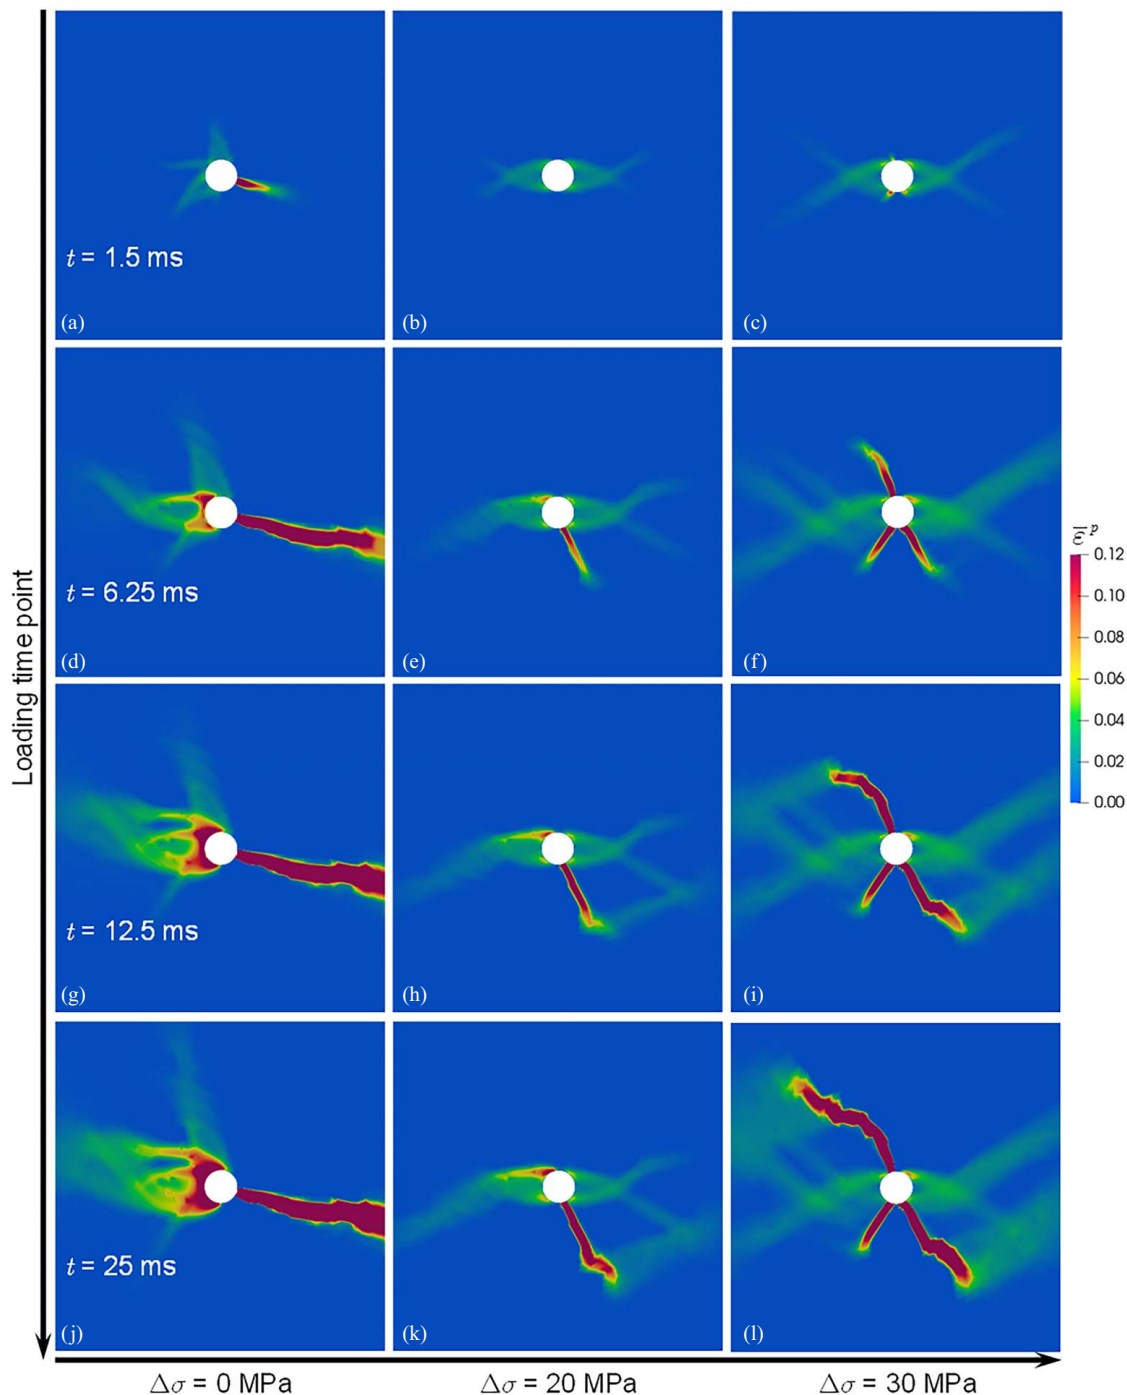 t = 1.5 ms
(a)
(b)
(c)
t = 6.25 ms
(d)
(e)
(f)
ε̄ᵖ
0.12
0.10
0.08
0.06
0.04
0.02
0.00
Loading time point
t = 12.5 ms
(g)
(h)
(i)
t = 25 ms
(j)
(k)
(l)
Δσ = 0 MPa
Δσ = 20 MPa
Δσ = 30 MPa